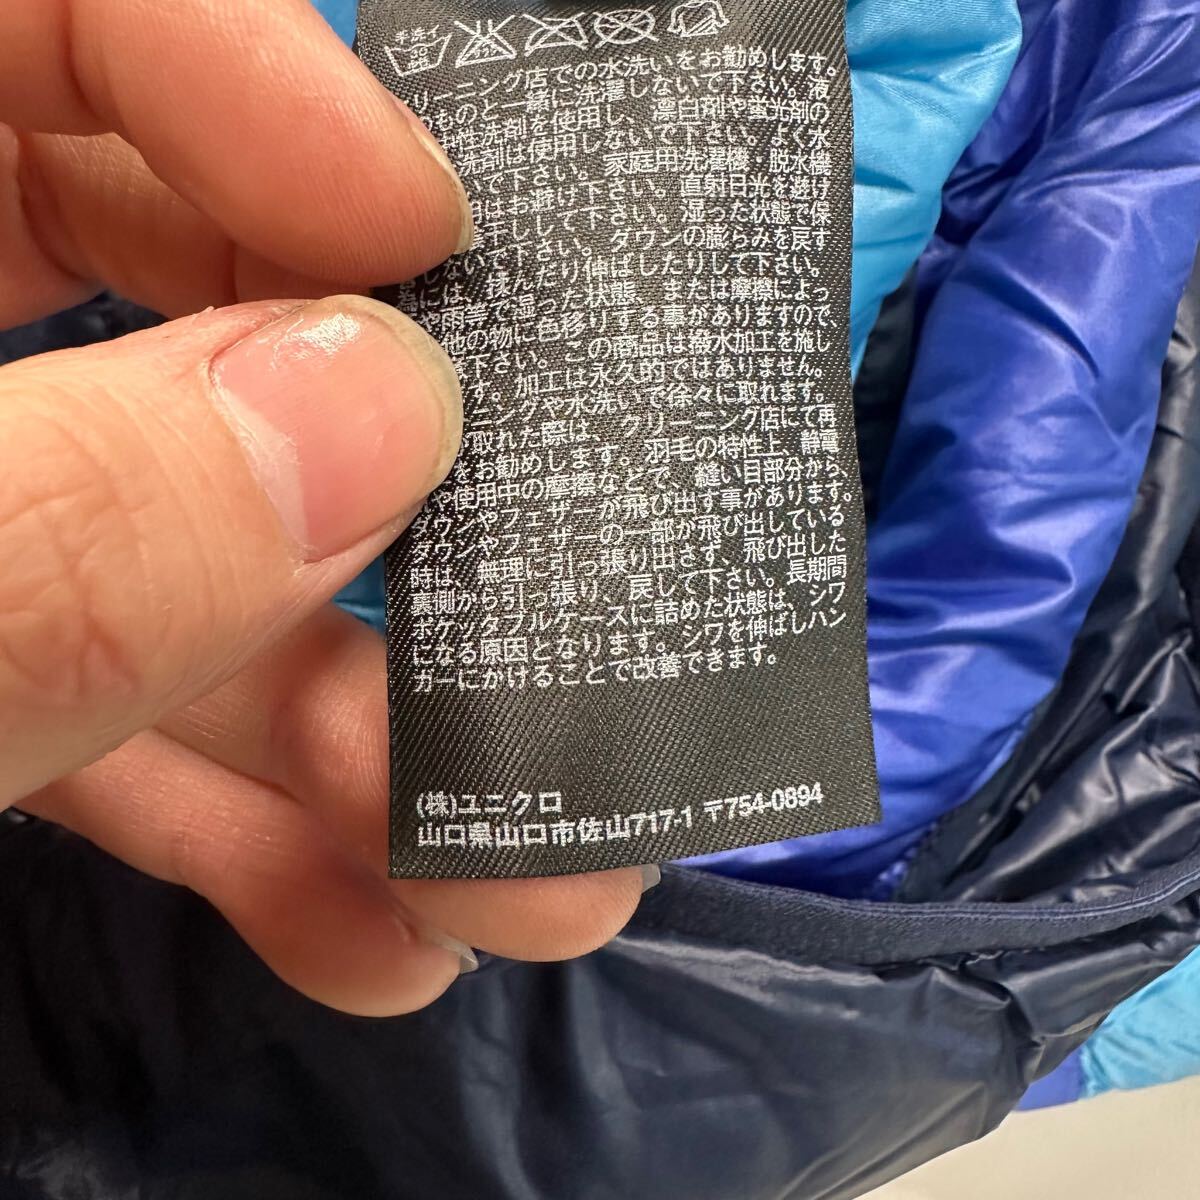 手洗イ
リーニング店での水洗いをお勧めします。液
ものと一緒に洗濯しないで下さい。
性洗剤を使用し、漂白剤や蛍光剤の
洗剤は使用しないで下さい。よく水
いで下さい。家庭用洗濯機・脱水機
はお避け下さい。直射日光を避け
干して下さい。湿った状態で保
しないで下さい。ダウンの膨らみを戻す
には、
や雨等で湿った状態、または摩擦によって
他の物に色移りする事がありますので、
下さい。この商品は撥水加工を施し
す。加工は永久的ではありません。
ニングや水洗いで徐々に取れます。
取れた際は、クリーニング店にて再
をお勧めします。羽毛の特性上、静電
や使用中の摩擦などで、縫い目部分から
ダウンやフェザーが飛び出す事があります。
ダウンやフェザーの一部が飛び出している
時は、無理に引っ張り出さず、飛び出した
裏側から引っ張り戻して下さい。長期間
ポケッタブルケースに詰めた状態は、シワ
になる原因となります。シワを伸ばしハン
ガーにかけることで改善できます。
(株)ユニクロ
山口県山口市佐山717-1 〒754-0894